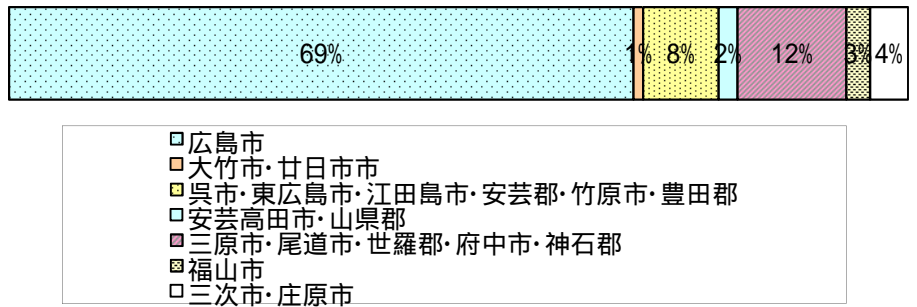 69% 1% 8% 2% 12% 3% 4%
広島市
大竹市・廿日市市
呉市・東広島市・江田島市・安芸郡・竹原市・豊田郡
安芸高田市・山県郡
三原市・尾道市・世羅郡・府中市・神石郡
福山市
三次市・庄原市